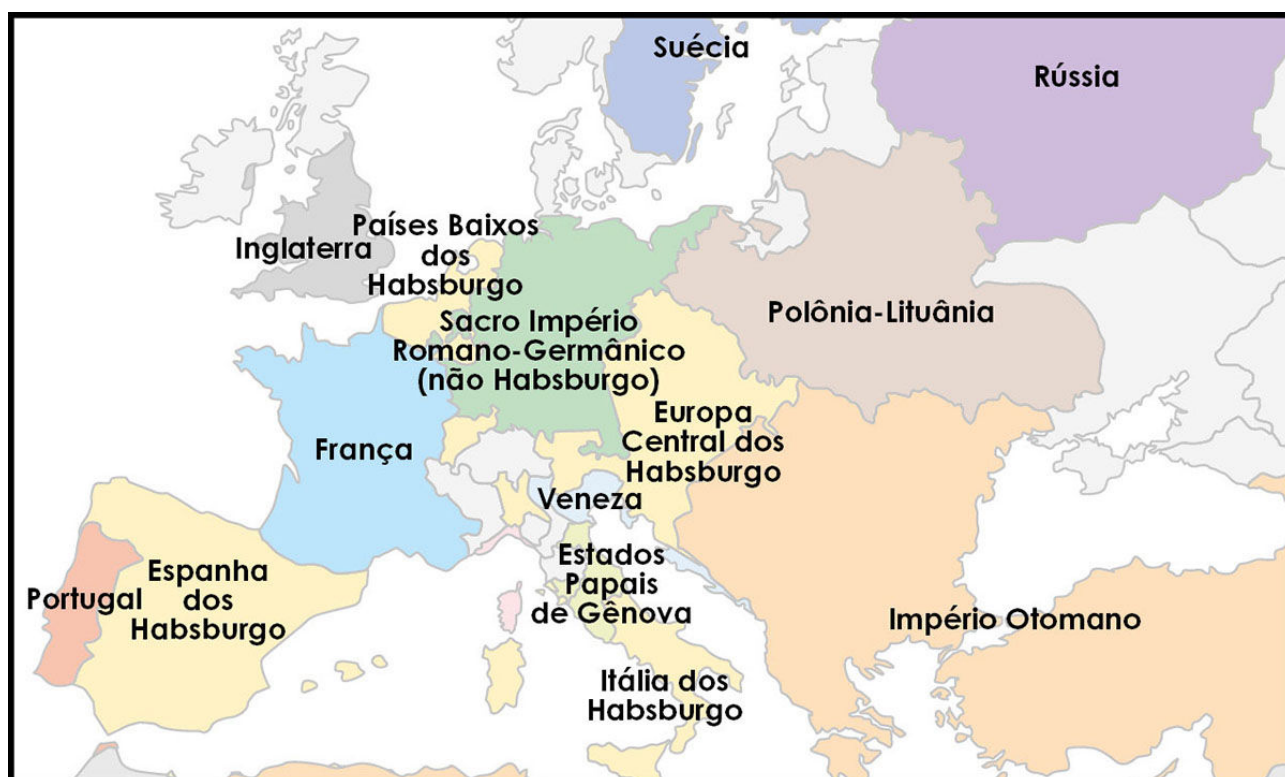 Suécia
Rússia
Países Baixos
dos
Habsburgo
Inglaterra
Sacro Império
Romano-Germânico
(não Habsburgo)
Polônia-Lituânia
Europa
Central dos
Habsburgo
França
Veneza
Estados
Papais
de Gênova
Espanha
dos
Habsburgo
Portugal
Império Otomano
Itália dos
Habsburgo